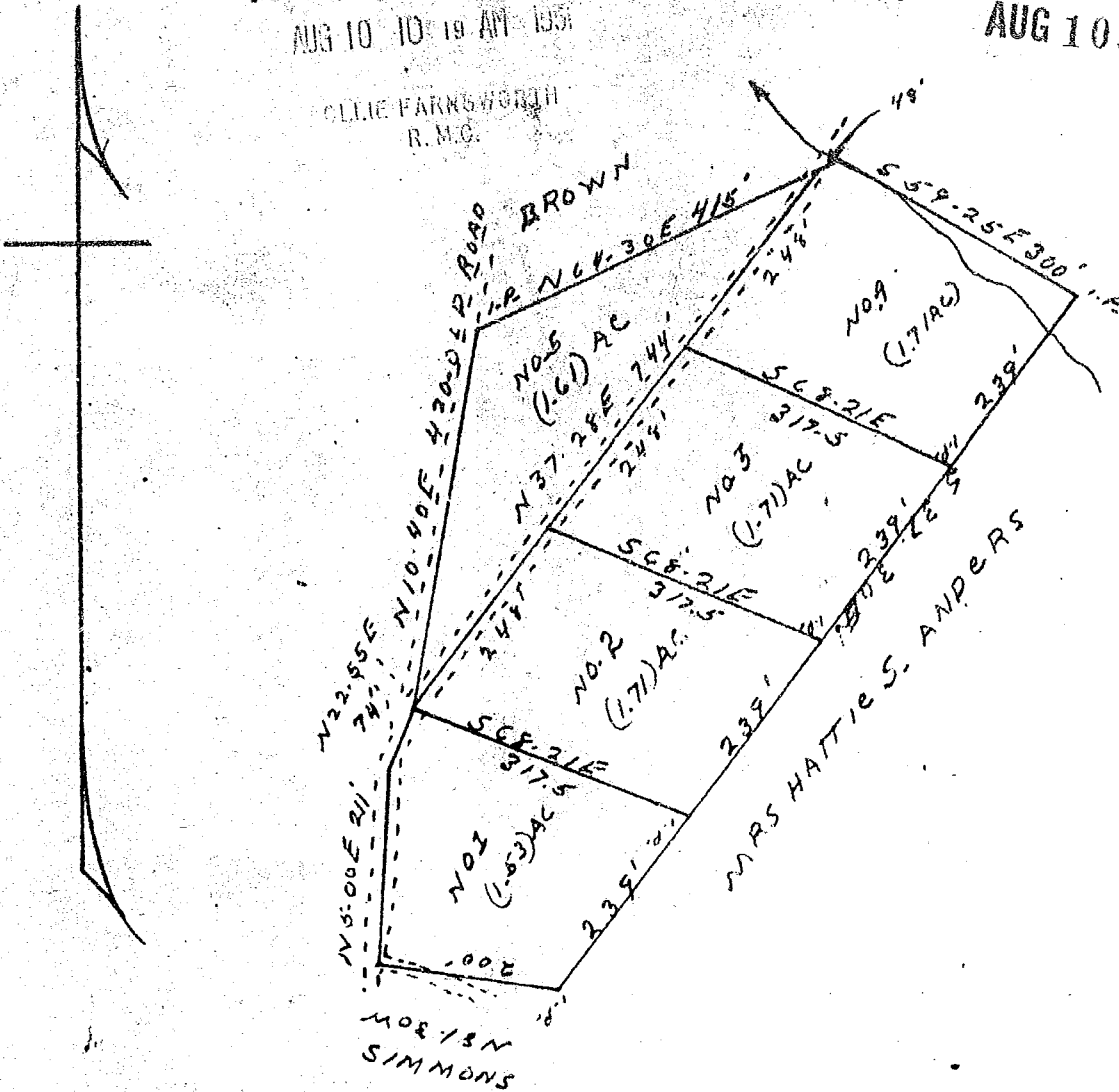 AUG 10 10 19 AM 1951
OLLIE FARNSWORTH
R. M. C.
AUG 10
48'
BROWN
OLD ROAD
I.P.
N 64-30 E 415'
S 59-25 E 300'
I.P.
NO.5
(1.61) AC
248'
NO.4
(1.71 AC)
N 10-40 E 420
N 37-28 E 744'
239'
S 68-21 E
317.5
248'
NO 3
(1.71) AC
I.P.
239'
S 68-21 E
317.5
248'
NO.2
(1.71) AC.
I.P.
MRS HATTIE S. ANDERS
N 22-55 E
74'
239'
S 68-21 E
317.5
NO 1
(1.53) AC
I.P.
239'
N 5-00 E 211'
200'
I.P.
N 81-30 W
SIMMONS